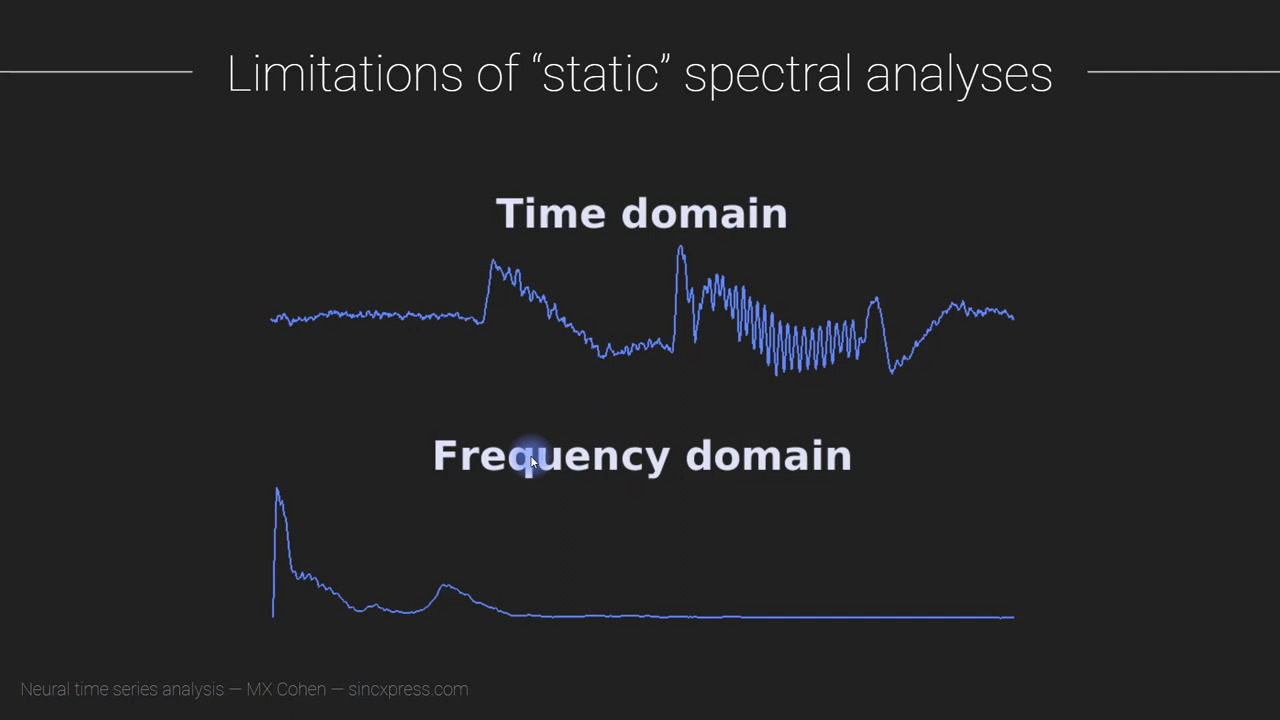 Limitations of “static” spectral analyses
Time domain
Frequency domain
Neural time series analysis — MX Cohen — sincxpress.com